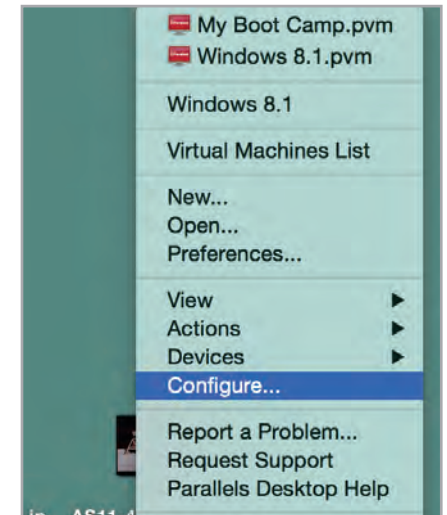 My Boot Camp.pvm
Windows 8.1.pvm
Windows 8.1
Virtual Machines List
New...
Open...
Preferences...
View
Actions
Devices
Configure...
Report a Problem...
Request Support
Parallels Desktop Help